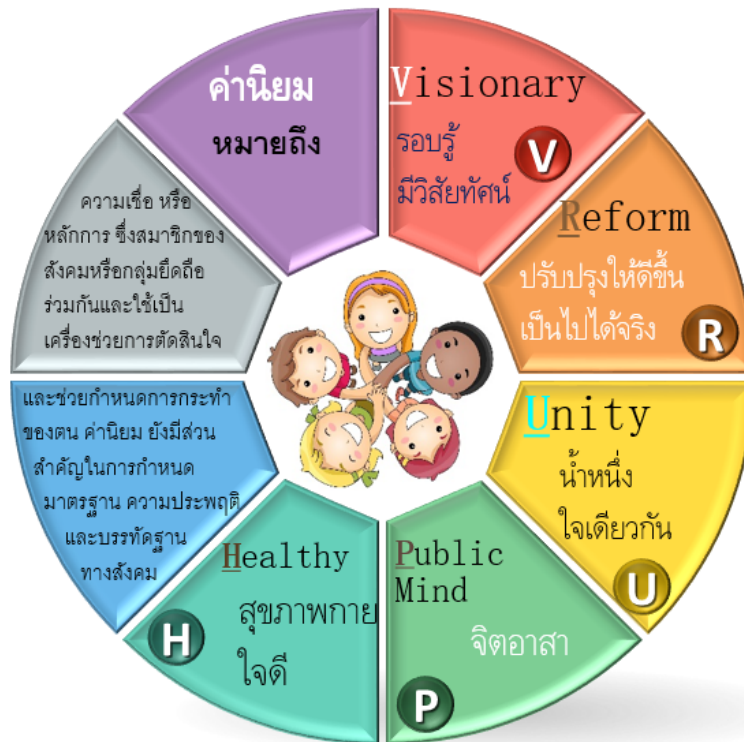 ค่านิยม
หมายถึง
ความเชื่อ หรือ
หลักการ ซึ่งสมาชิกของ
สังคมหรือกลุ่มยึดถือ
ร่วมกันและใช้เป็น
เครื่องช่วยการตัดสินใจ
และช่วยกำหนดการกระทำ
ของตน ค่านิยม ยังมีส่วน
สำคัญในการกำหนด
มาตรฐาน ความประพฤติ
และบรรทัดฐาน
ทางสังคม
Visionary
รอบรู้
มีวิสัยทัศน์
V
Reform
ปรับปรุงให้ดีขึ้น
เป็นไปได้จริง
R
Unity
น้ำหนึ่ง
ใจเดียวกัน
U
Public
Mind
จิตอาสา
P
Healthy
สุขภาพกาย
ใจดี
H